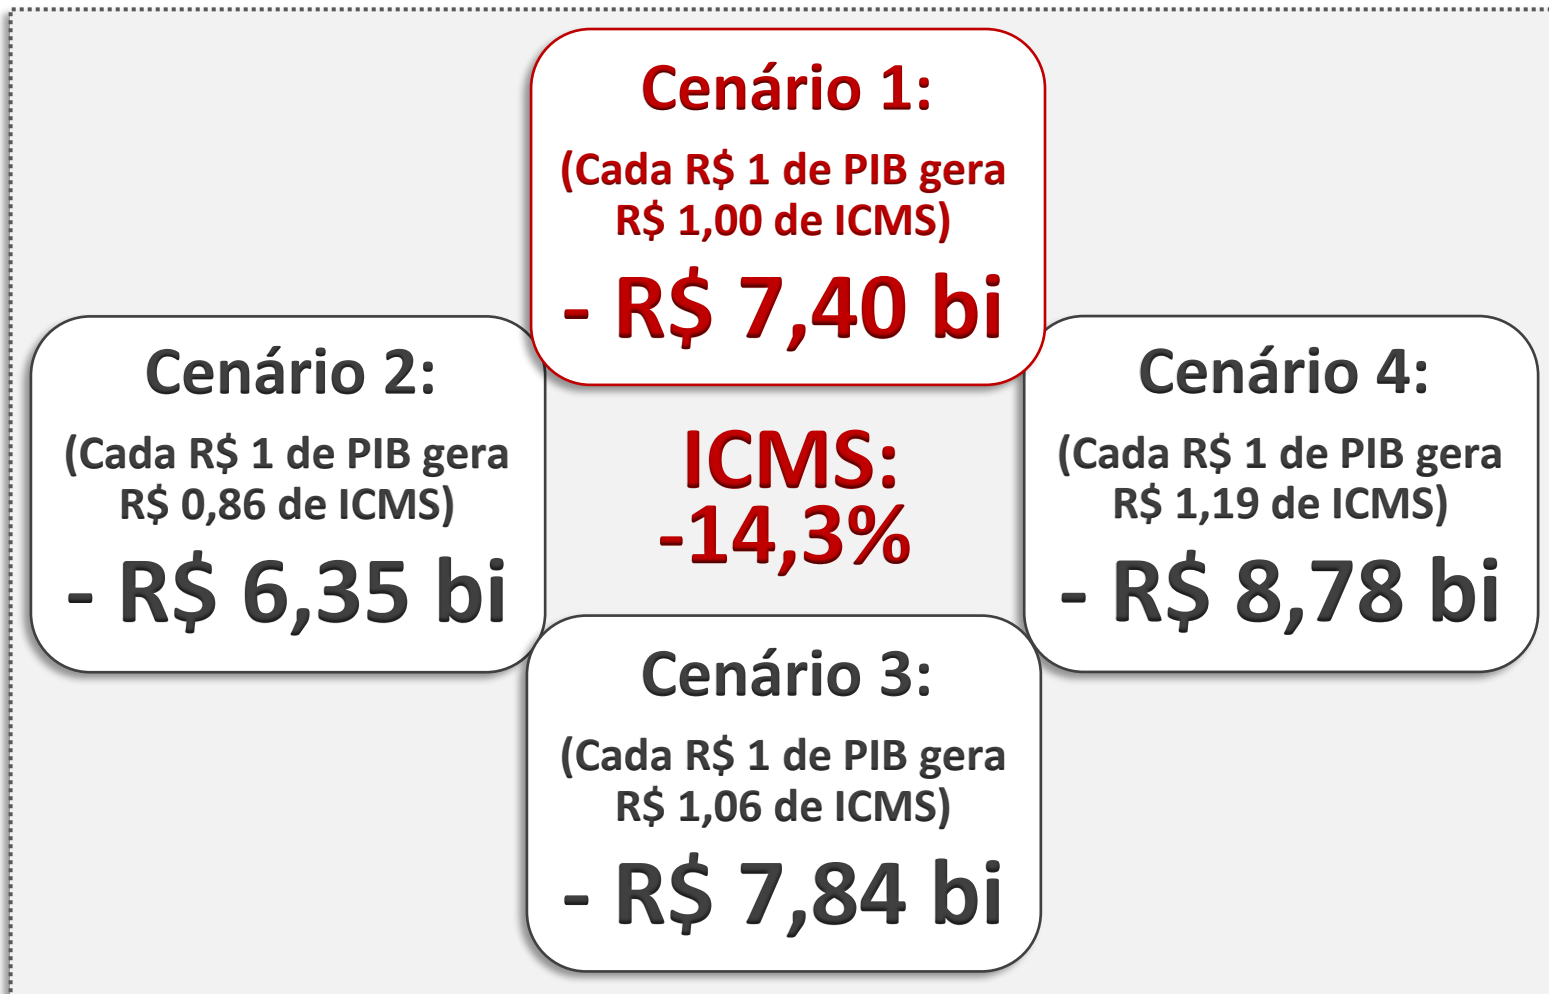 Cenário 1:
(Cada R$ 1 de PIB gera
R$ 1,00 de ICMS)
- R$ 7,40 bi
Cenário 2:
(Cada R$ 1 de PIB gera
R$ 0,86 de ICMS)
- R$ 6,35 bi
ICMS:
-14,3%
Cenário 4:
(Cada R$ 1 de PIB gera
R$ 1,19 de ICMS)
- R$ 8,78 bi
Cenário 3:
(Cada R$ 1 de PIB gera
R$ 1,06 de ICMS)
- R$ 7,84 bi